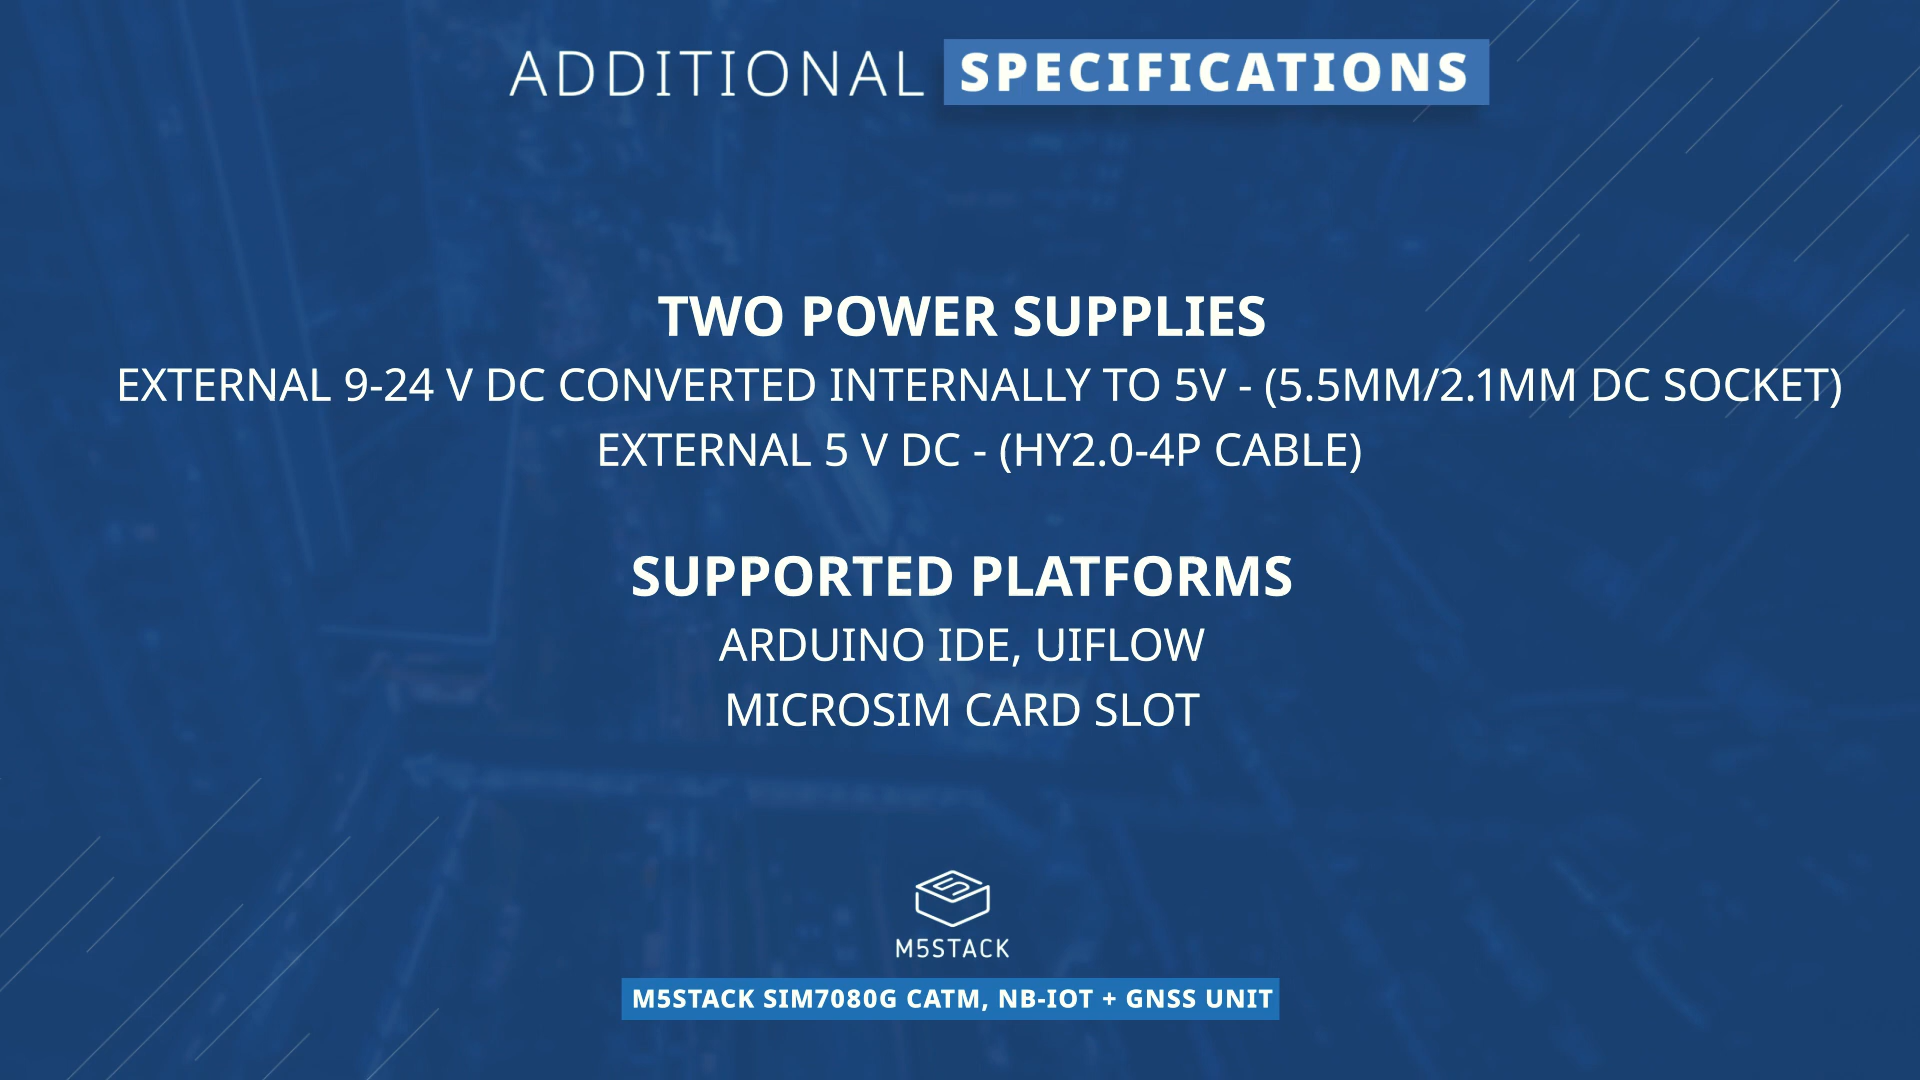 ADDITIONAL SPECIFICATIONS
TWO POWER SUPPLIES
EXTERNAL 9-24 V DC CONVERTED INTERNALLY TO 5V - (5.5MM/2.1MM DC SOCKET)
EXTERNAL 5 V DC - (HY2.0-4P CABLE)
SUPPORTED PLATFORMS
ARDUINO IDE, UIFLOW
MICROSIM CARD SLOT
M5STACK
M5STACK SIM7080G CATM, NB-IOT + GNSS UNIT